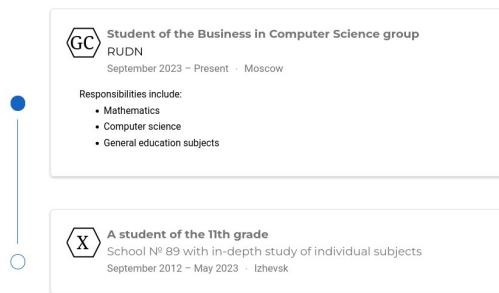 GC
Student of the Business in Computer Science group
RUDN
September 2023 – Present · Moscow
Responsibilities include:
• Mathematics
• Computer science
• General education subjects
X
A student of the 11th grade
School № 89 with in-depth study of individual subjects
September 2012 – May 2023 · Izhevsk